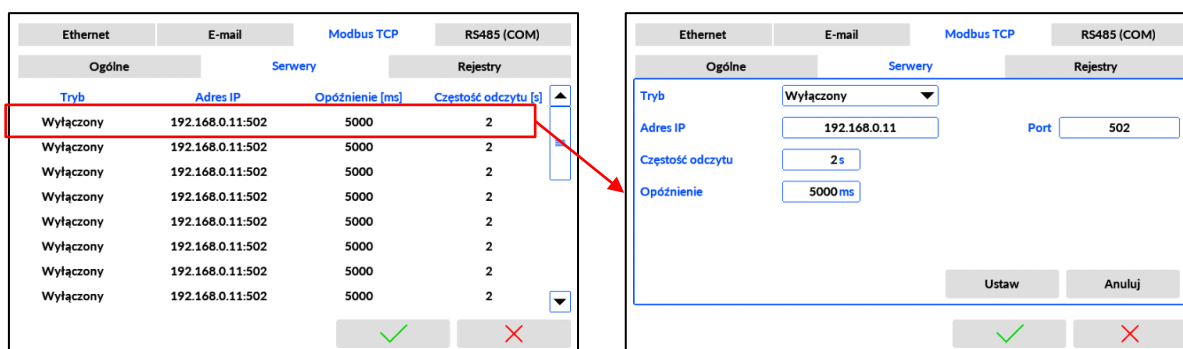 Ethernet E-mail Modbus TCP RS485 (COM)
Ogólne Serwery Rejestry
Tryb Adres IP Opóźnienie [ms] Częstość odczytu [s]
Wyłączony 192.168.0.11:502 5000 2
Wyłączony 192.168.0.11:502 5000 2
Wyłączony 192.168.0.11:502 5000 2
Wyłączony 192.168.0.11:502 5000 2
Wyłączony 192.168.0.11:502 5000 2
Wyłączony 192.168.0.11:502 5000 2
Wyłączony 192.168.0.11:502 5000 2
Wyłączony 192.168.0.11:502 5000 2
Ethernet E-mail Modbus TCP RS485 (COM)
Ogólne Serwery Rejestry
Tryb Wyłączony
Adres IP 192.168.0.11 Port 502
Częstość odczytu 2 s
Opóźnienie 5000 ms
Ustaw Anuluj